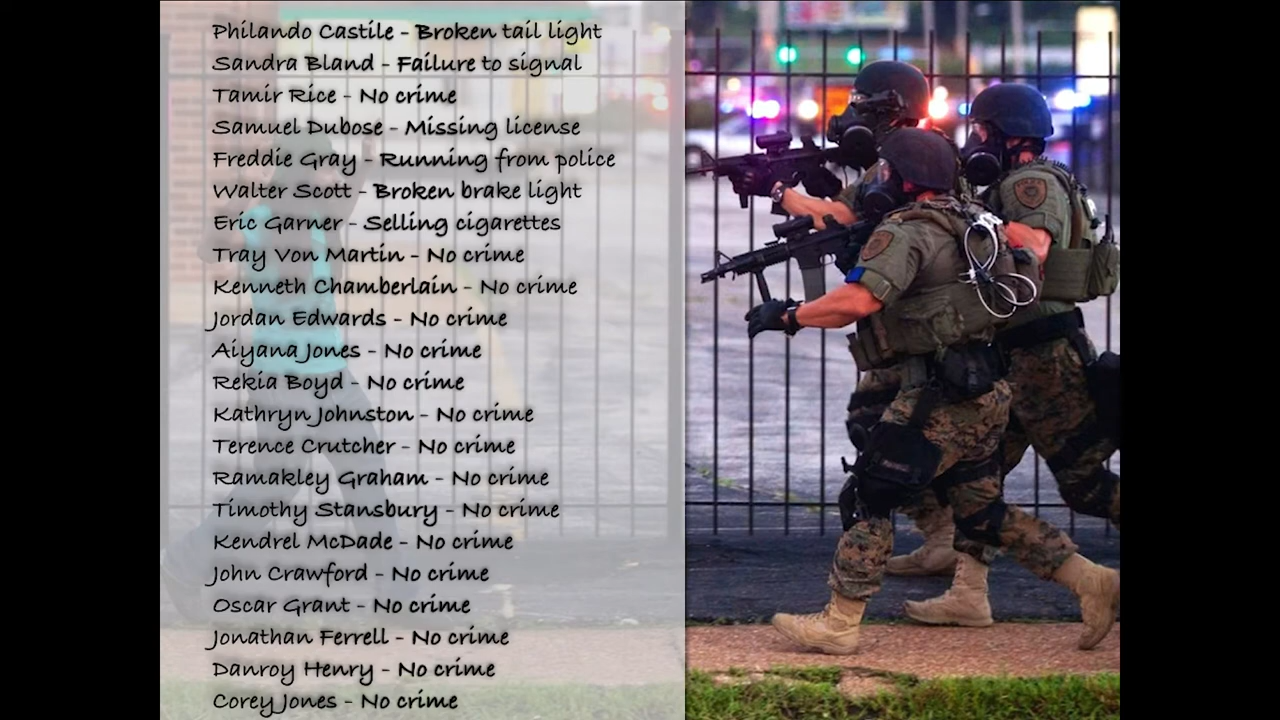 Philando Castile - Broken tail light
Sandra Bland - Failure to signal
Tamir Rice - No crime
Samuel Dubose - Missing license
Freddie Gray - Running from police
Walter Scott - Broken brake light
Eric Garner - Selling cigarettes
Tray Von Martin - No crime
Kenneth Chamberlain - No crime
Jordan Edwards - No crime
Aiyana Jones - No crime
Rekia Boyd - No crime
Kathryn Johnston - No crime
Terence Crutcher - No crime
Ramakley Graham - No crime
Timothy Stansbury - No crime
Kendrel McDade - No crime
John Crawford - No crime
Oscar Grant - No crime
Jonathan Ferrell - No crime
Danroy Henry - No crime
Corey Jones - No crime